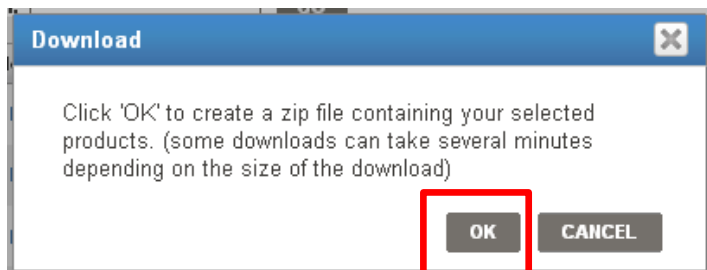 Download
Click 'OK' to create a zip file containing your selected
products. (some downloads can take several minutes
depending on the size of the download)
OK CANCEL